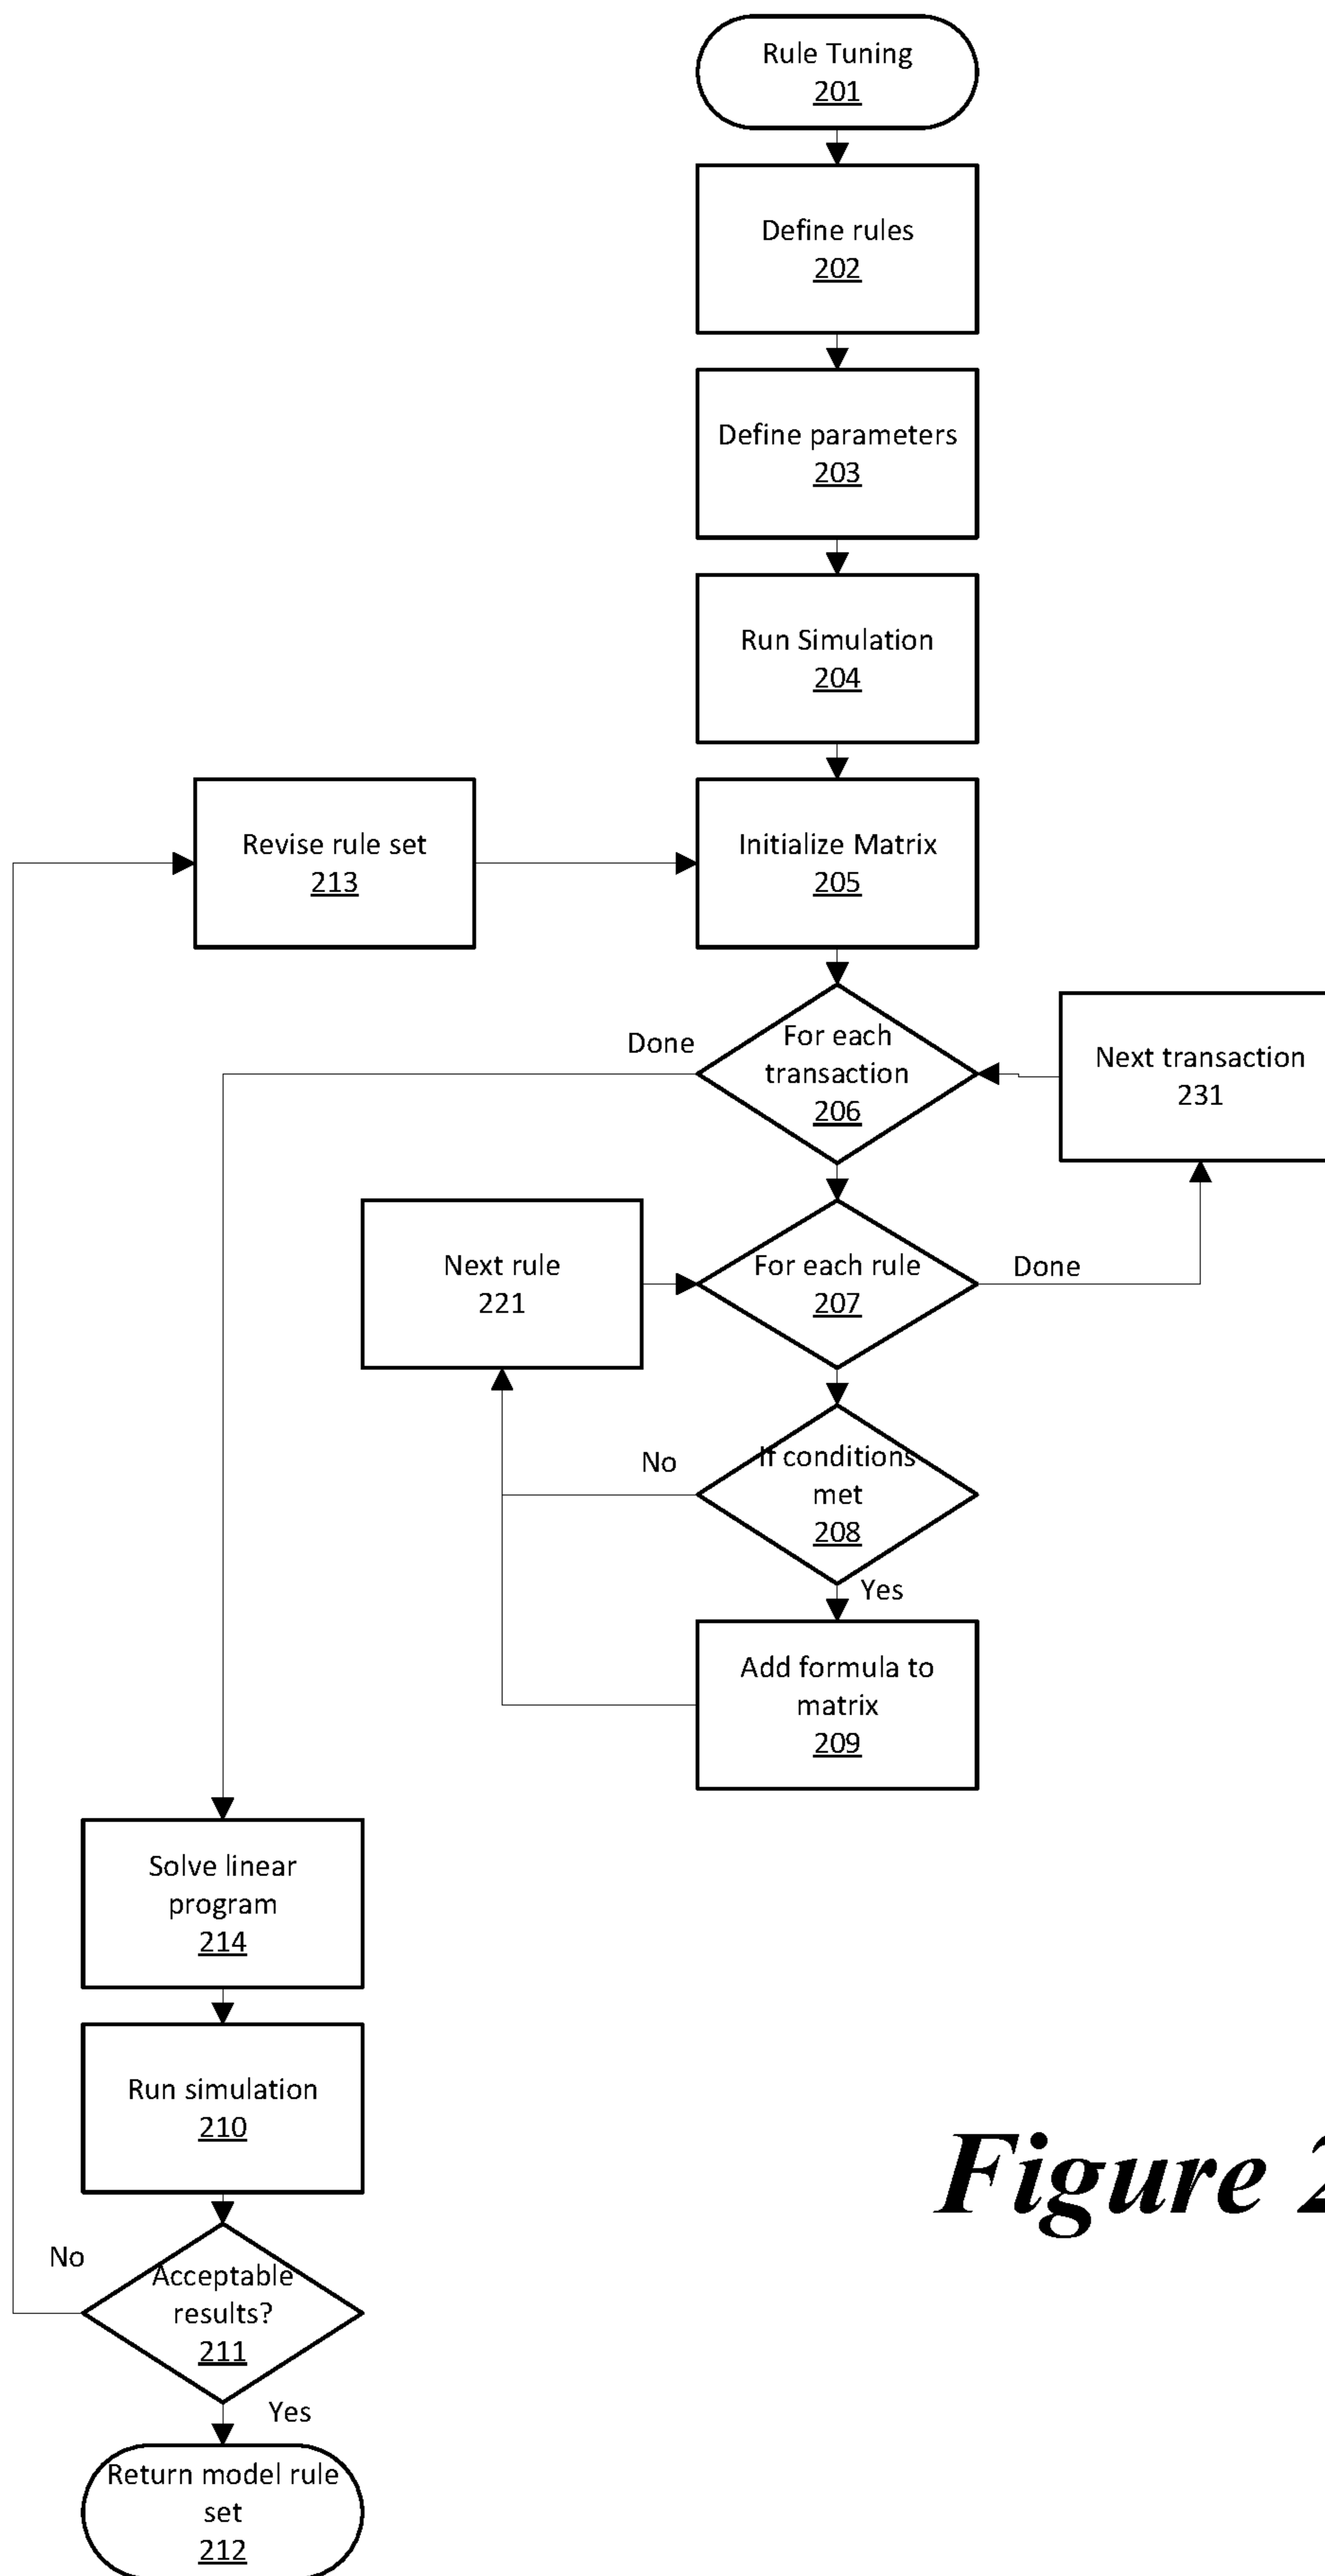 Rule Tuning
201
Define rules
202
Define parameters
203
Run Simulation
204
Revise rule set
213
Initialize Matrix
205
Done
For each
transaction
206
Next transaction
231
Next rule
221
For each rule
207
Done
No
If conditions
met
208
Yes
Add formula to
matrix
209
Solve linear
program
214
Run simulation
210
Figure 2
No
Acceptable
results?
211
Yes
Return model rule
set
212